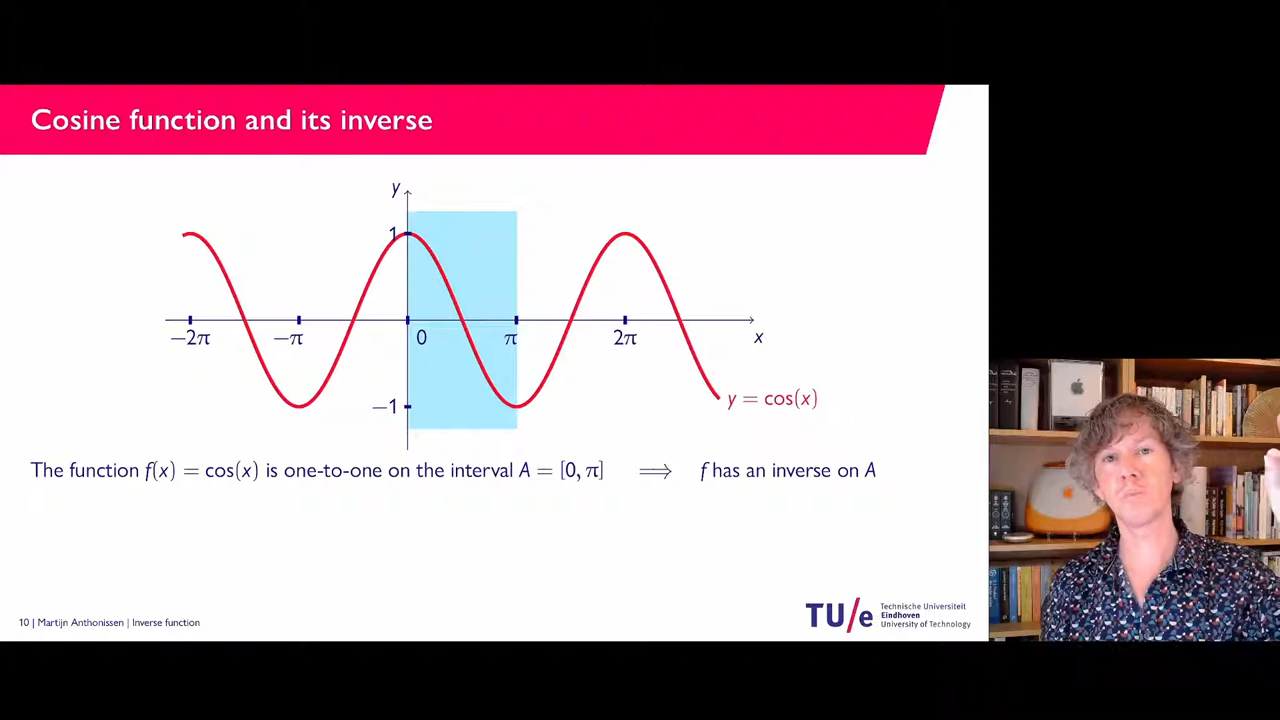 Cosine function and its inverse
y
1
−2π
−π
0
π
2π
x
−1
y = cos(x)
The function f(x) = cos(x) is one-to-one on the interval A = [0, π] ⟹ f has an inverse on A
10 | Martijn Anthonissen | Inverse function
TU/e
Technische Universiteit
Eindhoven
University of Technology